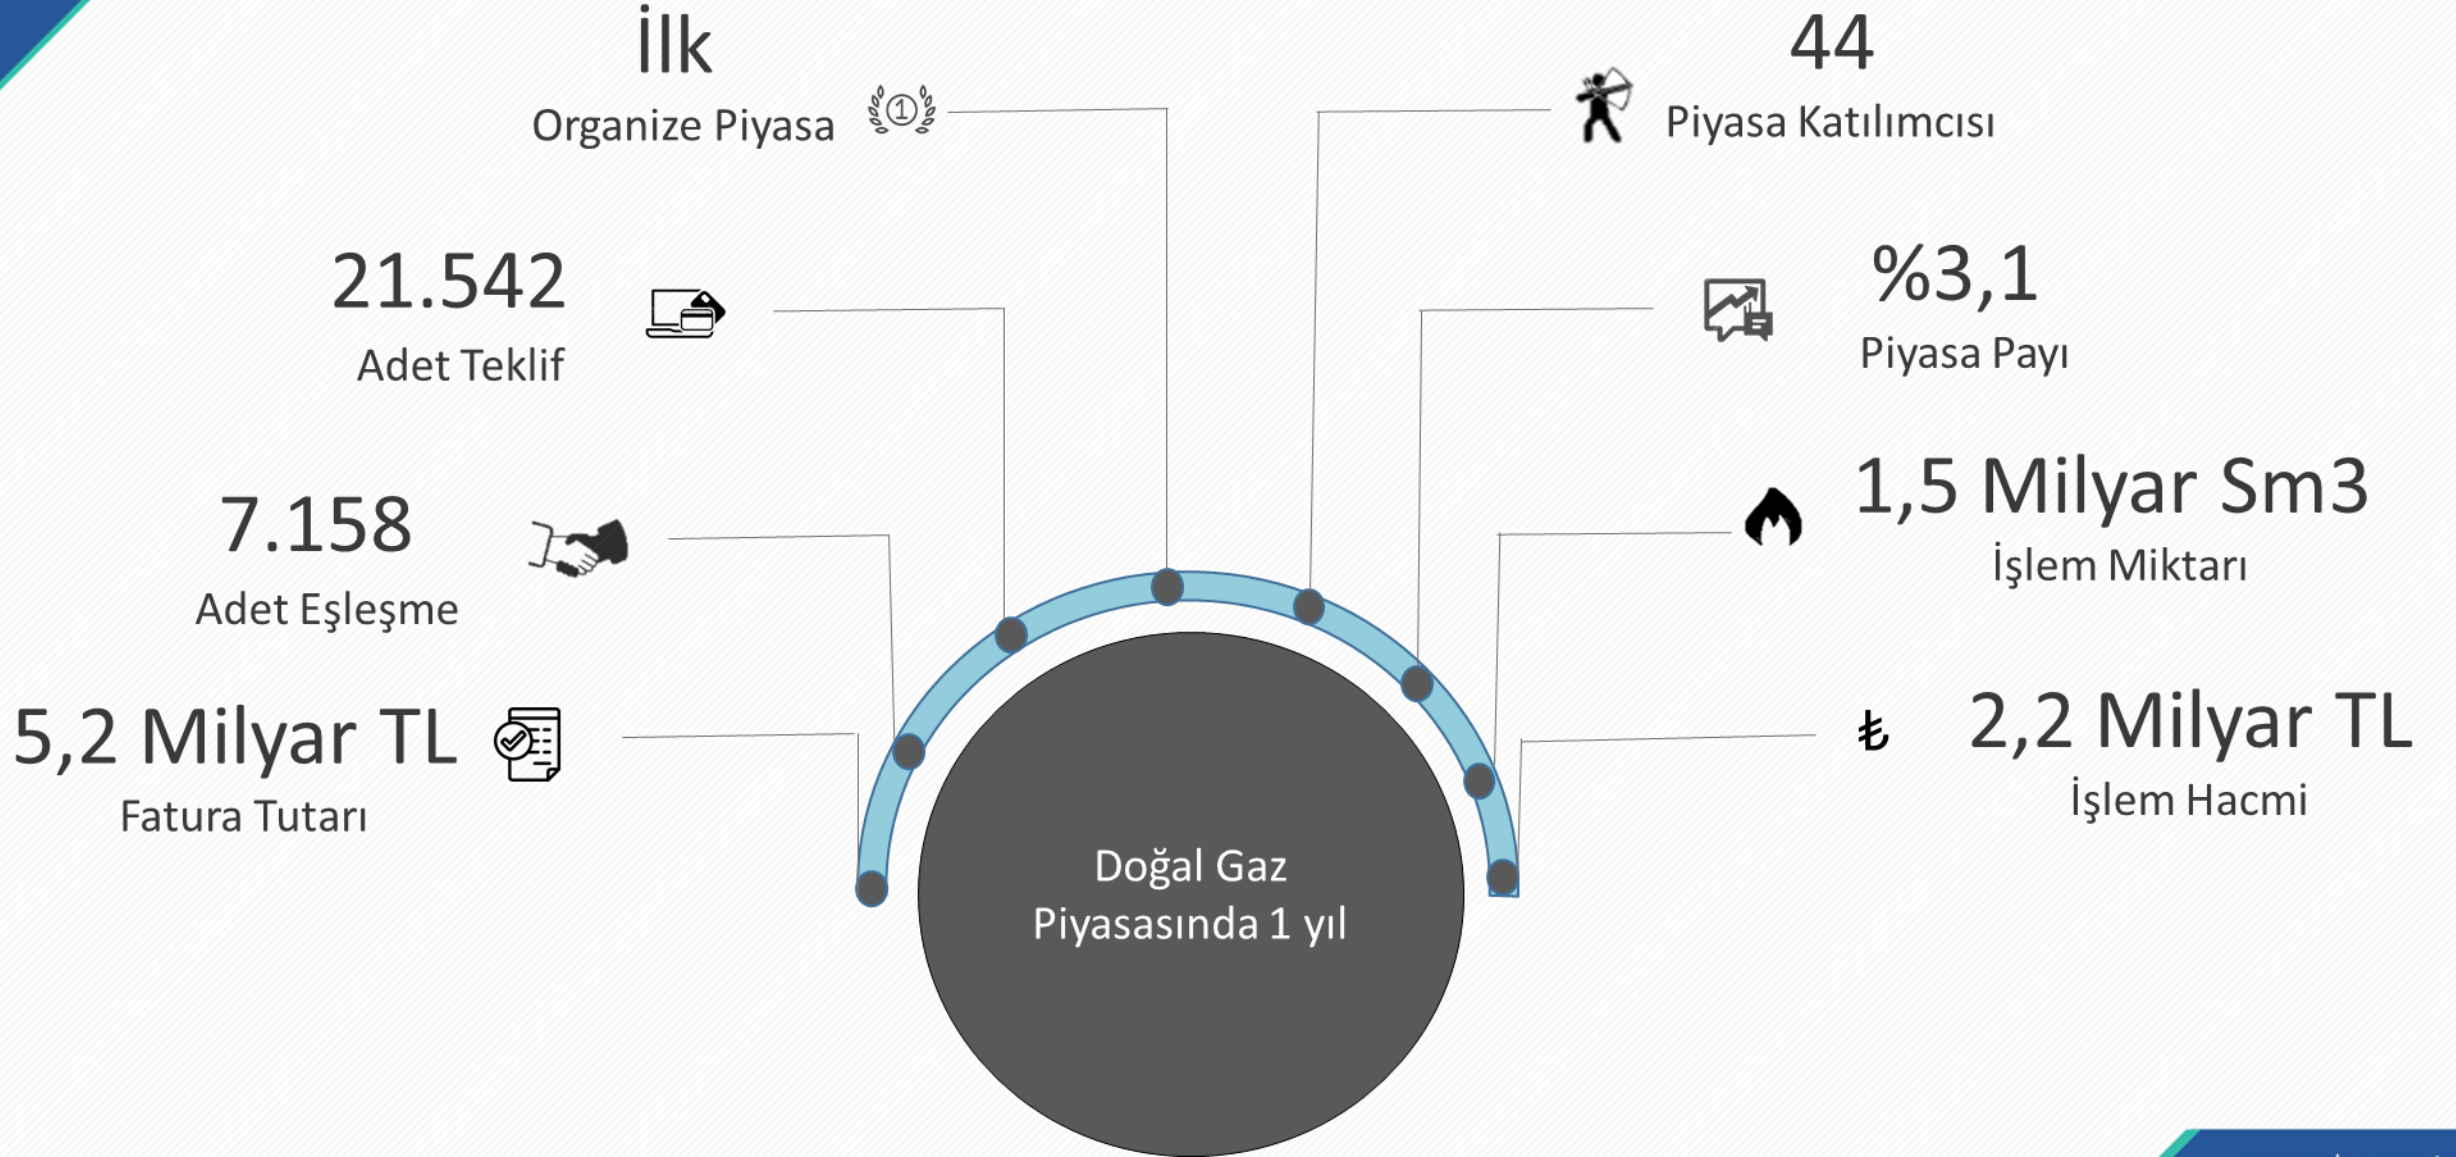 İlk
Organize Piyasa
1
44
Piyasa Katılımcısı
21.542
Adet Teklif
%3,1
Piyasa Payı
7.158
Adet Eşleşme
1,5 Milyar Sm3
İşlem Miktarı
5,2 Milyar TL
Fatura Tutarı
₺
2,2 Milyar TL
İşlem Hacmi
Doğal Gaz
Piyasasında 1 yıl